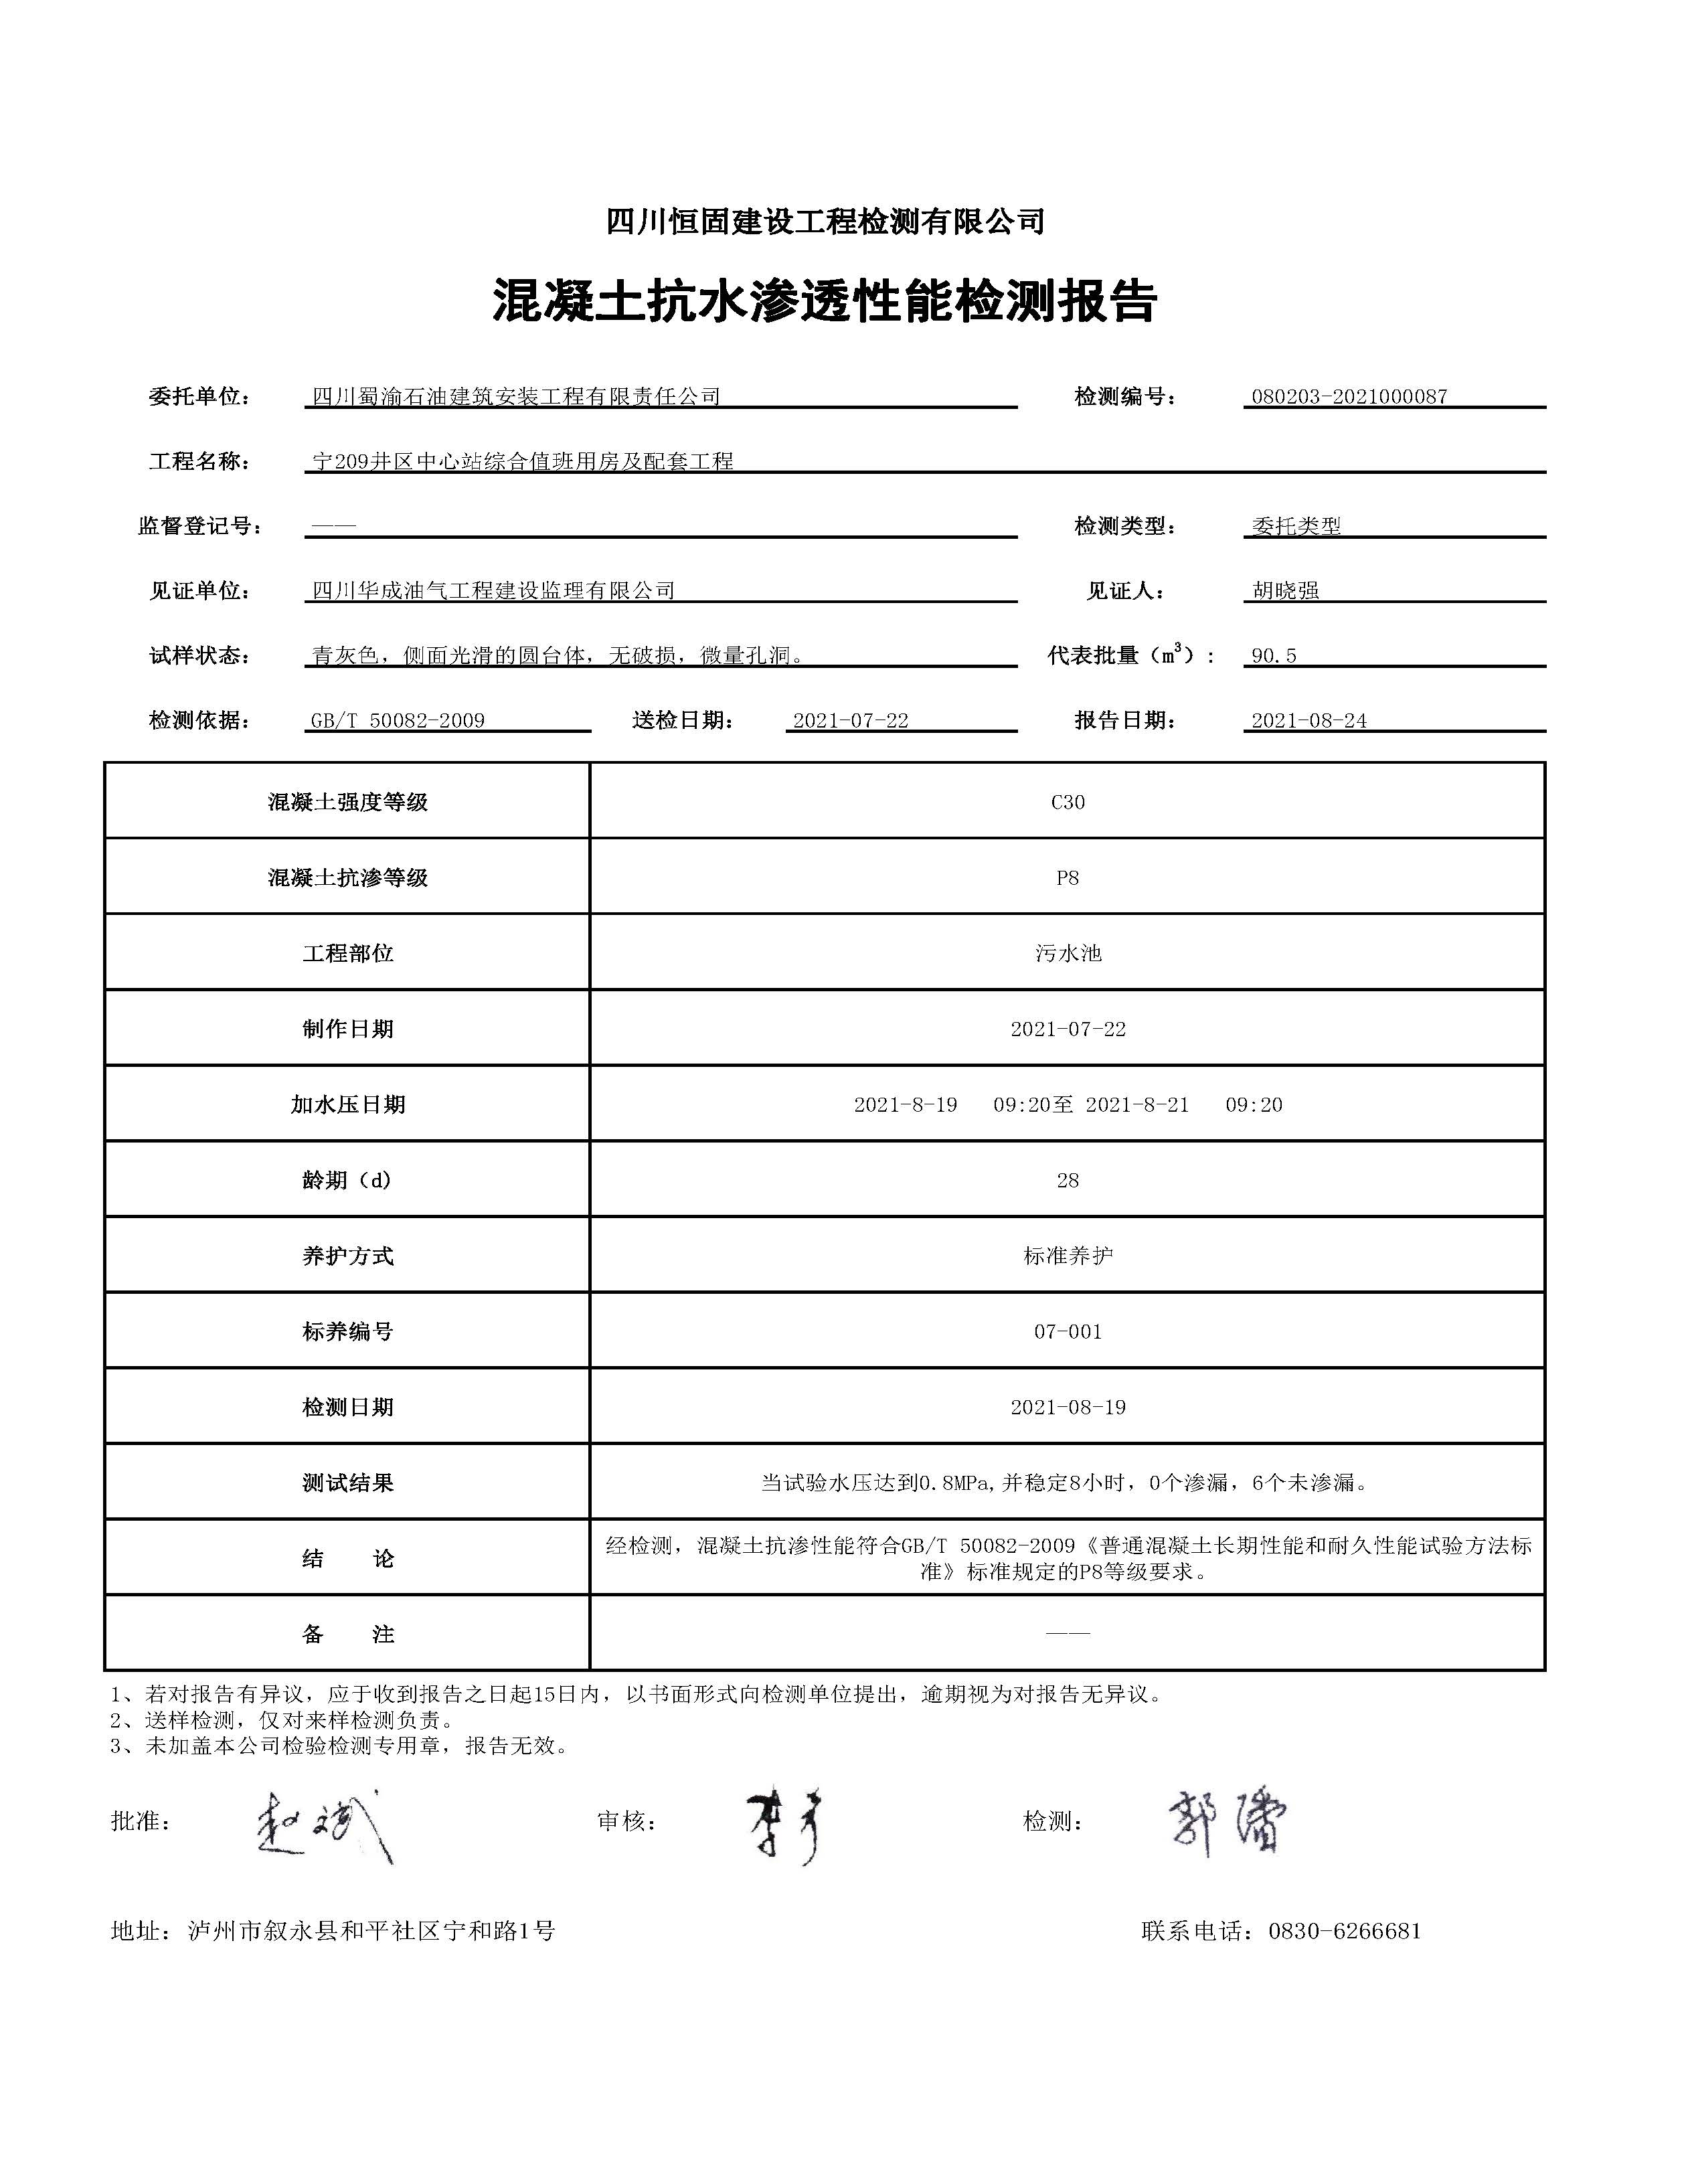 四川恒固建设工程检测有限公司
混凝土抗水渗透性能检测报告
委托单位： 四川蜀渝石油建筑安装工程有限责任公司 检测编号： 080203-2021000087
工程名称： 宁209井区中心站综合值班用房及配套工程
监督登记号： —— 检测类型： 委托类型
见证单位： 四川华成油气工程建设监理有限公司 见证人： 胡晓强
试样状态： 青灰色，侧面光滑的圆台体，无破损，微量孔洞。 代表批量（m³）： 90.5
检测依据： GB/T 50082-2009 送检日期： 2021-07-22 报告日期： 2021-08-24
混凝土强度等级 C30
混凝土抗渗等级 P8
工程部位 污水池
制作日期 2021-07-22
加水压日期 2021-8-19 09:20至 2021-8-21 09:20
龄期（d） 28
养护方式 标准养护
标养编号 07-001
检测日期 2021-08-19
测试结果 当试验水压达到0.8MPa,并稳定8小时，0个渗漏，6个未渗漏。
结 论 经检测，混凝土抗渗性能符合GB/T 50082-2009《普通混凝土长期性能和耐久性能试验方法标
准》标准规定的P8等级要求。
备 注 ——
1、若对报告有异议，应于收到报告之日起15日内，以书面形式向检测单位提出，逾期视为对报告无异议。
2、送样检测，仅对来样检测负责。
3、未加盖本公司检验检测专用章，报告无效。
批准： 审核： 检测：
地址：泸州市叙永县和平社区宁和路1号 联系电话：0830-6266681